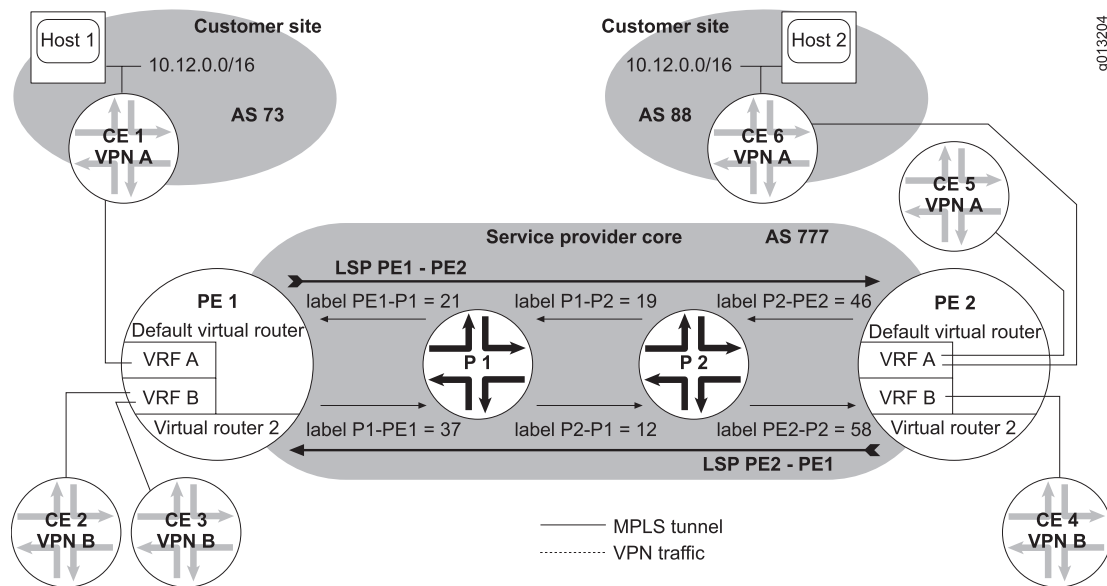 Host 1
Customer site
10.12.0.0/16
AS 73
CE 1
VPN A
Customer site
Host 2
10.12.0.0/16
AS 88
CE 6
VPN A
g013204
CE 5
VPN A
Service provider core
AS 777
LSP PE1 - PE2
label PE1-P1 = 21
label P1-P2 = 19
label P2-PE2 = 46
PE 1
Default virtual router
VRF A
VRF B
Virtual router 2
P 1
P 2
PE 2
Default virtual router
VRF A
VRF B
Virtual router 2
label P1-PE1 = 37
label P2-P1 = 12
label PE2-P2 = 58
LSP PE2 - PE1
CE 2
VPN B
CE 3
VPN B
CE 4
VPN B
MPLS tunnel
VPN traffic